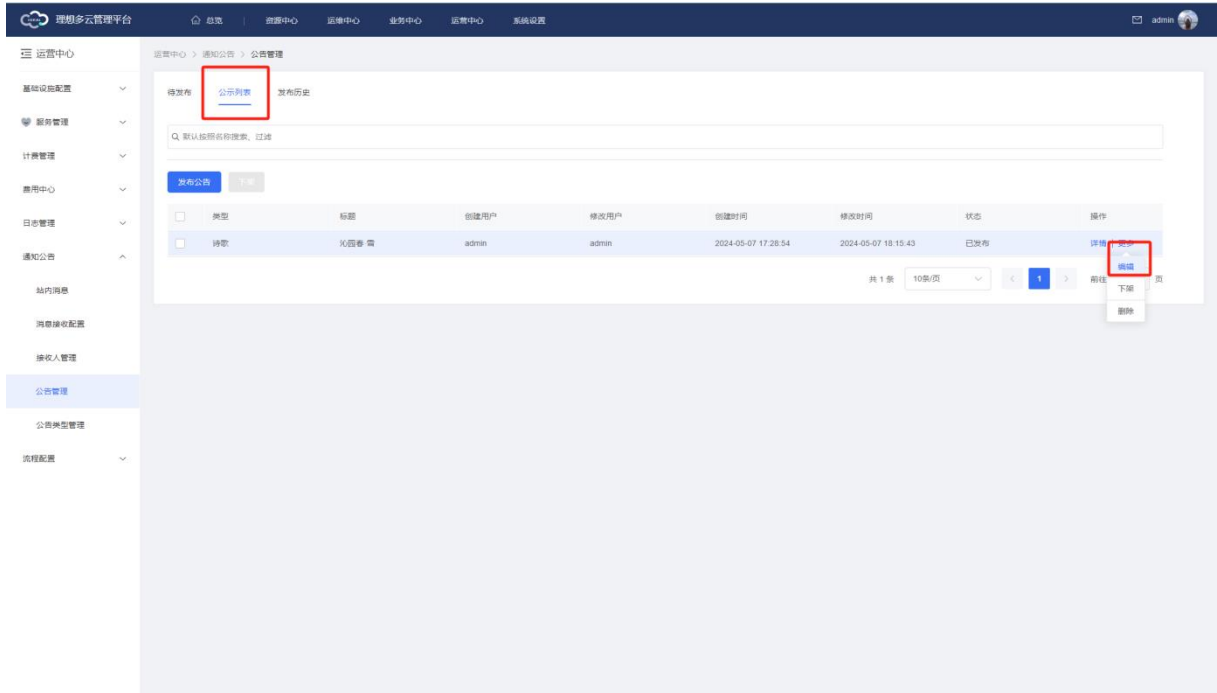 理想多云管理平台 总览 | 资源中心 运维中心 业务中心 运营中心 系统设置 admin
运营中心
运营中心 > 通知公告 > 公告管理
基础设施配置
服务管理
计费管理
费用中心
日志管理
通知公告
站内消息
消息接收配置
接收人管理
公告管理
公告类型管理
流程配置
待发布 公示列表 发布历史
默认按照名称搜索、过滤
发布公告 下架
类型 标题 创建用户 修改用户 创建时间 修改时间 状态 操作
诗歌 沁园春·雪 admin admin 2024-05-07 17:28:54 2024-05-07 18:15:43 已发布 详情 | 更多
共 1 条 10条/页 < 1 > 前往 页
编辑
下架
删除